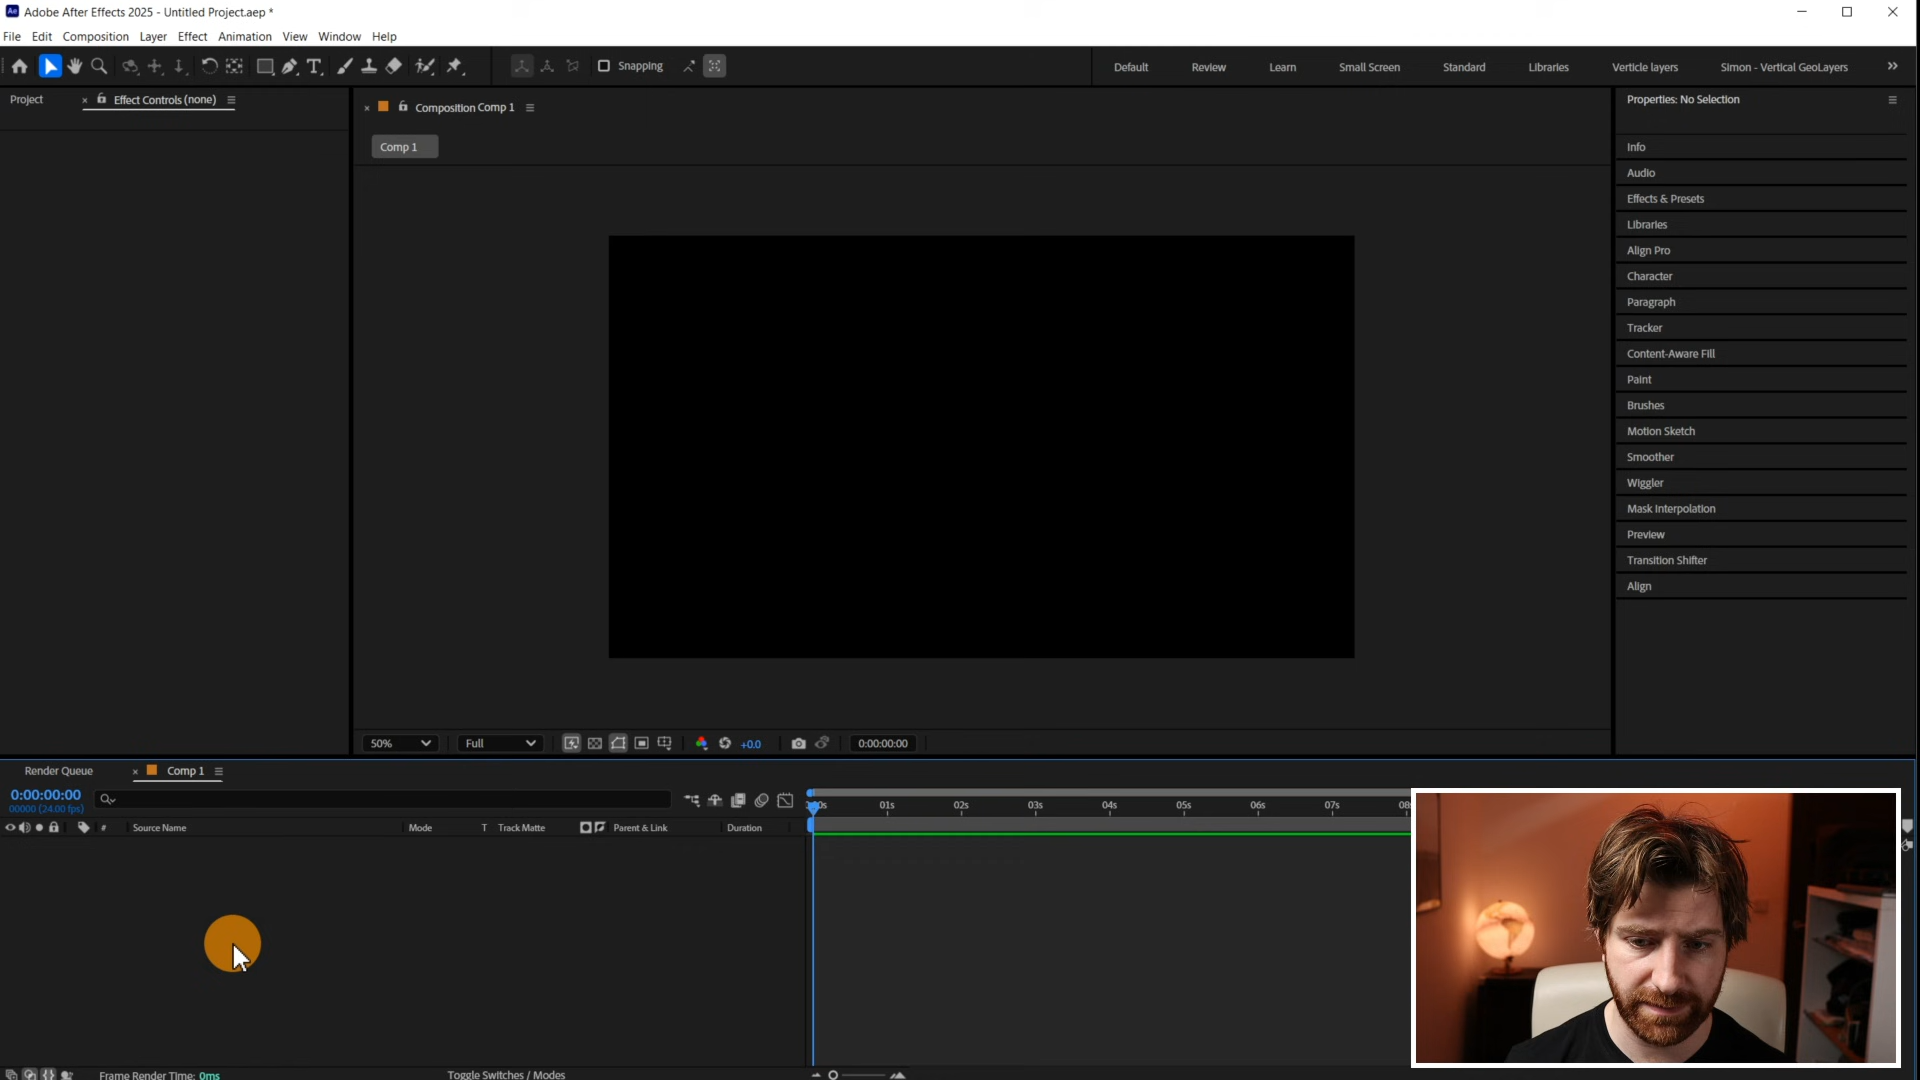 Adobe After Effects 2025 - Untitled Project.aep *
File Edit Composition Layer Effect Animation View Window Help
Snapping
Default Review Learn Small Screen Standard Libraries Verticle layers Simon - Vertical GeoLayers
Project
Effect Controls (none)
Composition Comp 1
Comp 1
Properties: No Selection
Info
Audio
Effects & Presets
Libraries
Align Pro
Character
Paragraph
Tracker
Content-Aware Fill
Paint
Brushes
Motion Sketch
Smoother
Wiggler
Mask Interpolation
Preview
Transition Shifter
Align
50% Full +0.0 0:00:00:00
Render Queue Comp 1
0:00:00:00
00000 (24.00 fps)
# Source Name Mode T Track Matte Parent & Link Duration
01s 02s 03s 04s 05s 06s 07s
Frame Render Time: 0ms
Toggle Switches / Modes